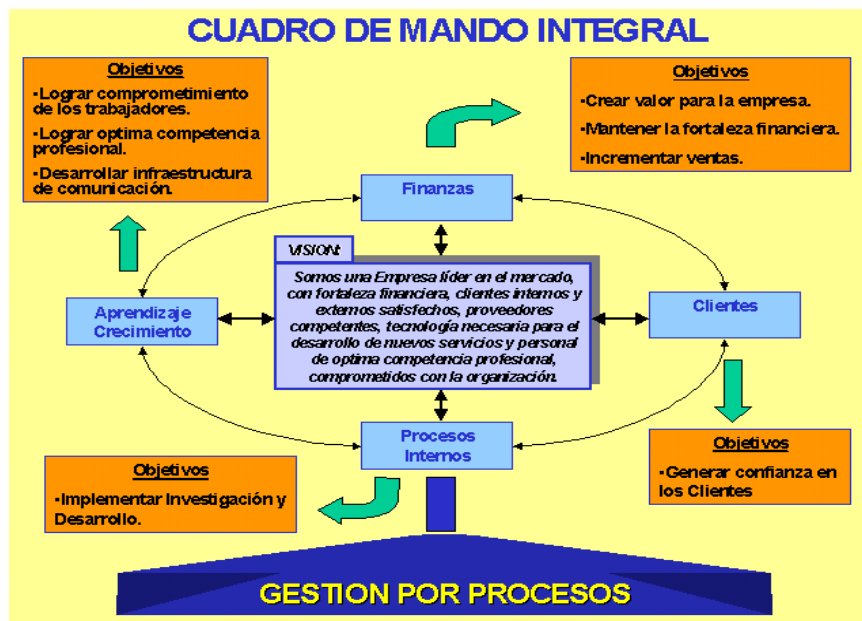 CUADRO DE MANDO INTEGRAL
Objetivos
•Lograr comprometimiento
de los trabajadores.
•Lograr optima competencia
profesional.
•Desarrollar infraestructura
de comunicación.
Objetivos
•Crear valor para la empresa.
•Mantener la fortaleza financiera.
•Incrementar ventas.
Finanzas
VISION:
Somos una Empresa líder en el mercado,
con fortaleza financiera, clientes internos y
externos satisfechos, proveedores
competentes, tecnología necesaria para el
desarrollo de nuevos servicios y personal
de optima competencia profesional,
comprometidos con la organización.
Aprendizaje
Crecimiento
Clientes
Procesos
Internos
Objetivos
•Generar confianza en
los Clientes
Objetivos
•Implementar Investigación y
Desarrollo.
GESTION POR PROCESOS